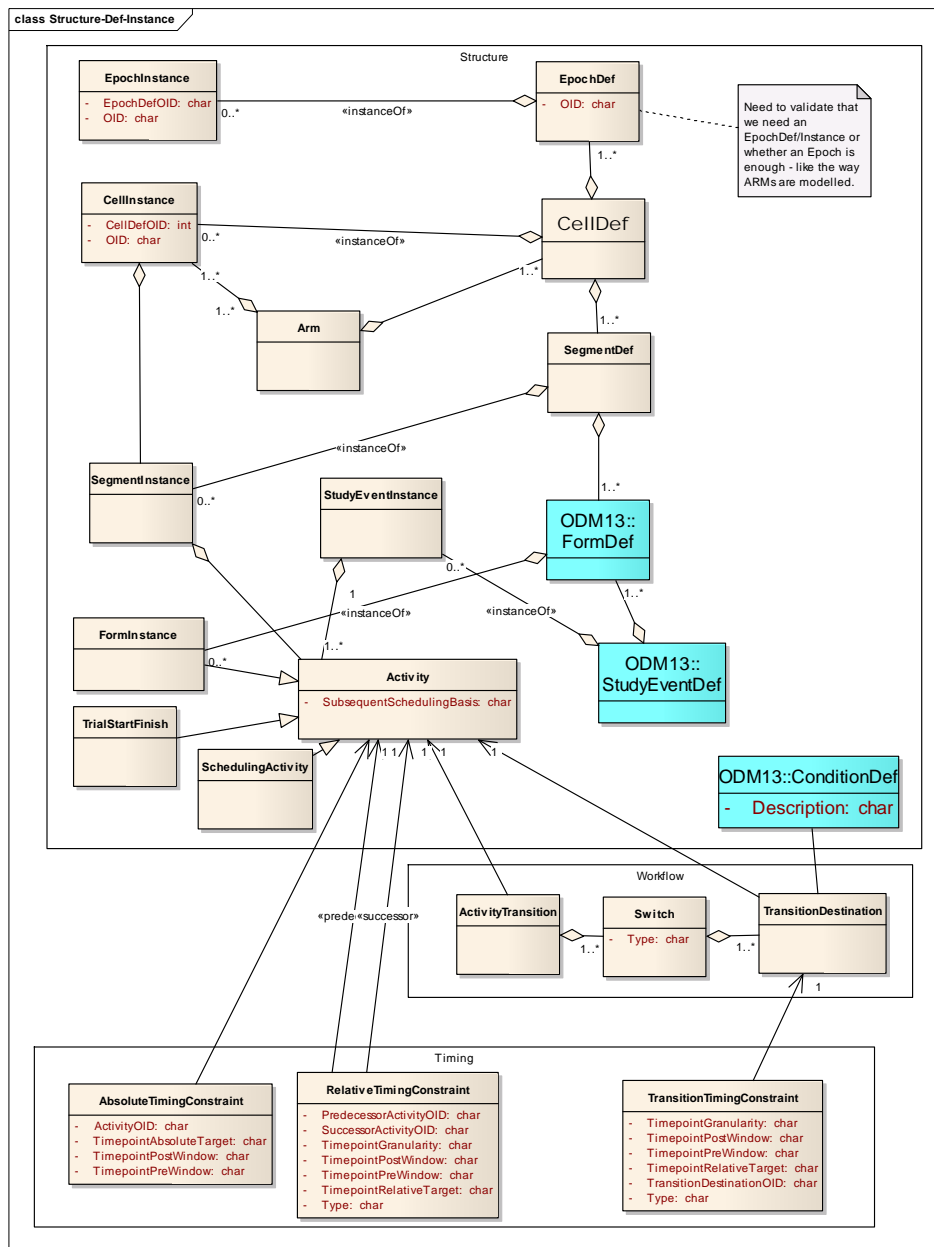 class Structure-Def-Instance
Structure
EpochInstance
- EpochDefOID: char
- OID: char
0..*
«instanceOf»
EpochDef
- OID: char
1..*
Need to validate that
we need an
EpochDef/Instance or
whether an Epoch is
enough - like the way
ARMs are modelled.
CellInstance
- CellDefOID: int
- OID: char
0..*
«instanceOf»
CellDef
1..*
1..*
1..*
Arm
1..*
SegmentDef
«instanceOf»
1..*
SegmentInstance
0..*
StudyEventInstance
ODM13::
FormDef
0..*
1
«instanceOf»
«instanceOf»
1..*
1..*
FormInstance
0..*
Activity
- SubsequentSchedulingBasis: char
ODM13::
StudyEventDef
TrialStartFinish
SchedulingActivity
1
1
1
1
1
ODM13::ConditionDef
- Description: char
Workflow
ActivityTransition
1..*
Switch
- Type: char
1..*
TransitionDestination
1
«prede
«successor»
Timing
AbsoluteTimingConstraint
- ActivityOID: char
- TimepointAbsoluteTarget: char
- TimepointPostWindow: char
- TimepointPreWindow: char
RelativeTimingConstraint
- PredecessorActivityOID: char
- SuccessorActivityOID: char
- TimepointGranularity: char
- TimepointPostWindow: char
- TimepointPreWindow: char
- TimepointRelativeTarget: char
- Type: char
TransitionTimingConstraint
- TimepointGranularity: char
- TimepointPostWindow: char
- TimepointPreWindow: char
- TimepointRelativeTarget: char
- TransitionDestinationOID: char
- Type: char